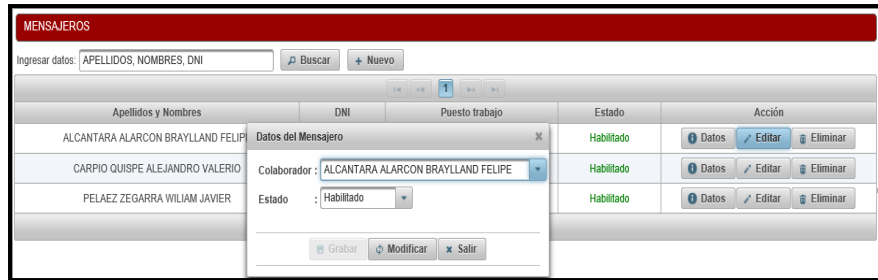 MENSAJEROS
Ingresar datos: APELLIDOS, NOMBRES, DNI Buscar + Nuevo
1
Apellidos y Nombres DNI Puesto trabajo Estado Acción
ALCANTARA ALARCON BRAYLLAND FELIPE Habilitado Datos Editar Eliminar
CARPIO QUISPE ALEJANDRO VALERIO Habilitado Datos Editar Eliminar
PELAEZ ZEGARRA WILIAM JAVIER Habilitado Datos Editar Eliminar
Datos del Mensajero
Colaborador : ALCANTARA ALARCON BRAYLLAND FELIPE
Estado : Habilitado
Grabar Modificar Salir